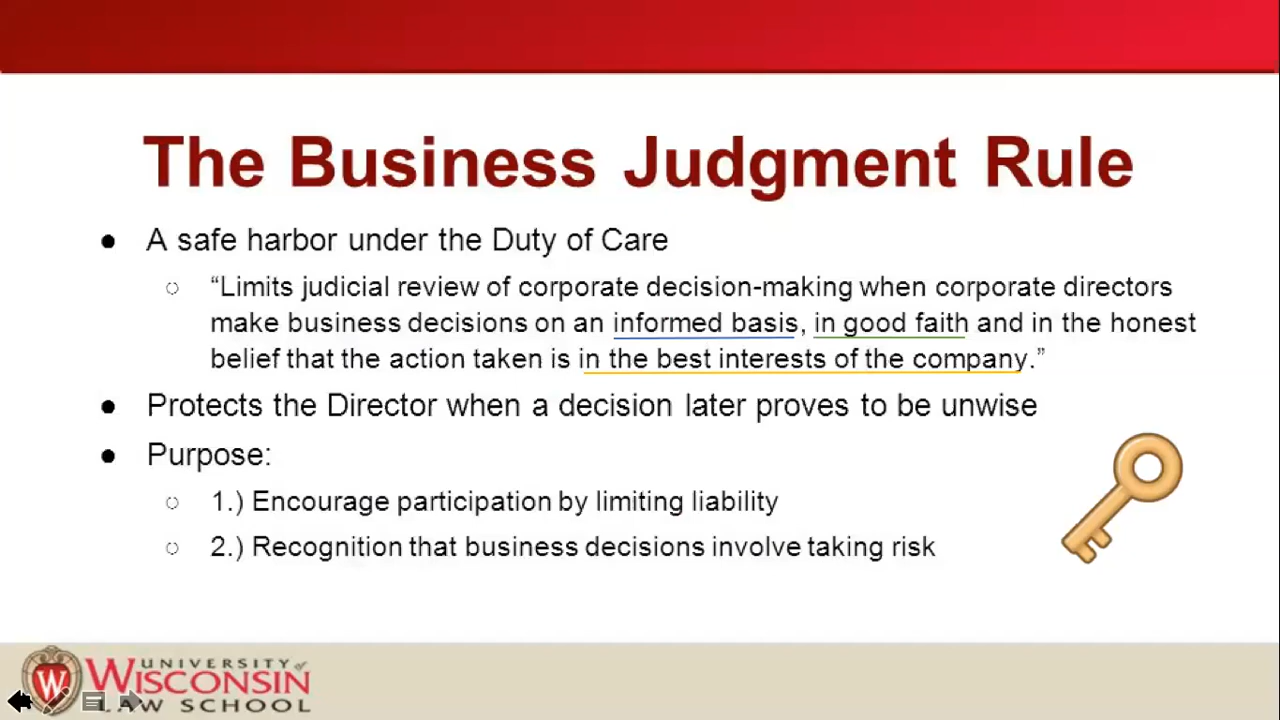 The Business Judgment Rule
● A safe harbor under the Duty of Care
○ “Limits judicial review of corporate decision-making when corporate directors
make business decisions on an informed basis, in good faith and in the honest
belief that the action taken is in the best interests of the company.”
● Protects the Director when a decision later proves to be unwise
● Purpose:
○ 1.) Encourage participation by limiting liability
○ 2.) Recognition that business decisions involve taking risk
W
UNIVERSITY of
WISCONSIN
LAW SCHOOL